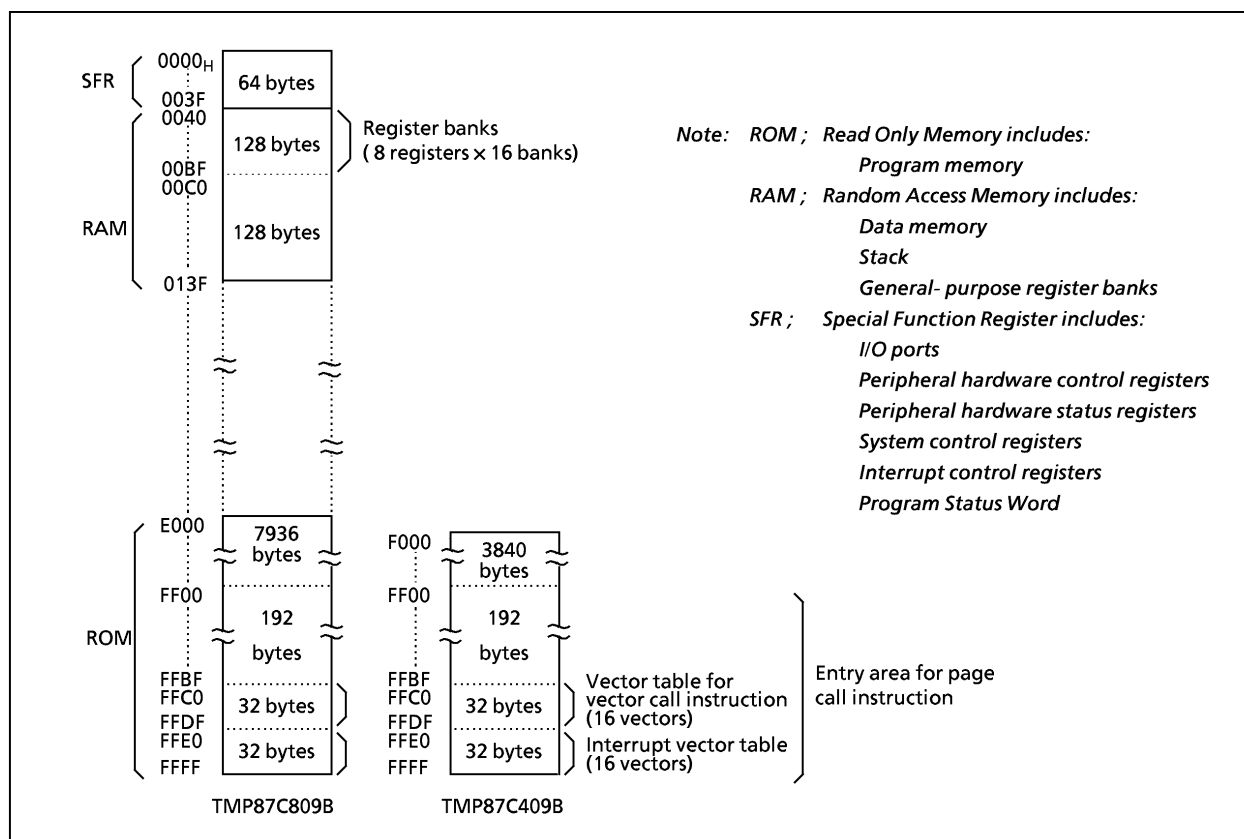 SFR
0000H
003F
64 bytes
RAM
0040
00BF
128 bytes
Register banks
( 8 registers × 16 banks)
00C0
013F
128 bytes
Note: ROM ; Read Only Memory includes:
Program memory
RAM ; Random Access Memory includes:
Data memory
Stack
General- purpose register banks
SFR ; Special Function Register includes:
I/O ports
Peripheral hardware control registers
Peripheral hardware status registers
System control registers
Interrupt control registers
Program Status Word
ROM
E000
7936
bytes
FF00
192
bytes
FFBF
FFC0
32 bytes
FFDF
FFE0
32 bytes
FFFF
TMP87C809B
F000
3840
bytes
FF00
192
bytes
FFBF
FFC0
32 bytes
FFDF
FFE0
32 bytes
FFFF
TMP87C409B
Vector table for
vector call instruction
(16 vectors)
Interrupt vector table
(16 vectors)
Entry area for page
call instruction